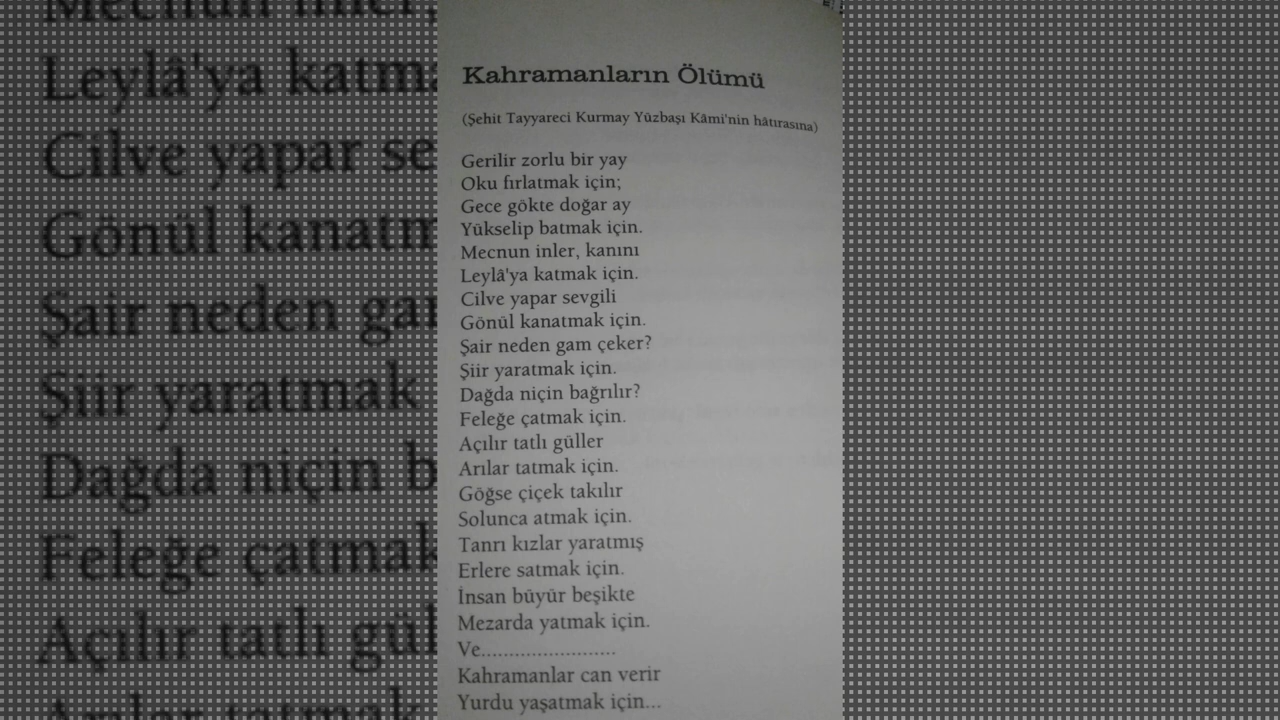 Kahramanların Ölümü
(Şehit Tayyareci Kurmay Yüzbaşı Kâmi'nin hâtırasına)
Gerilir zorlu bir yay
Oku fırlatmak için;
Gece gökte doğar ay
Yükselip batmak için.
Mecnun inler, kanını
Leylâ'ya katmak için.
Cilve yapar sevgili
Gönül kanatmak için.
Şair neden gam çeker?
Şiir yaratmak için.
Dağda niçin bağrılır?
Feleğe çatmak için.
Açılır tatlı güller
Arılar tatmak için.
Göğse çiçek takılır
Solunca atmak için.
Tanrı kızlar yaratmış
Erlere satmak için.
İnsan büyür beşikte
Mezarda yatmak için.
Ve........................
Kahramanlar can verir
Yurdu yaşatmak için...